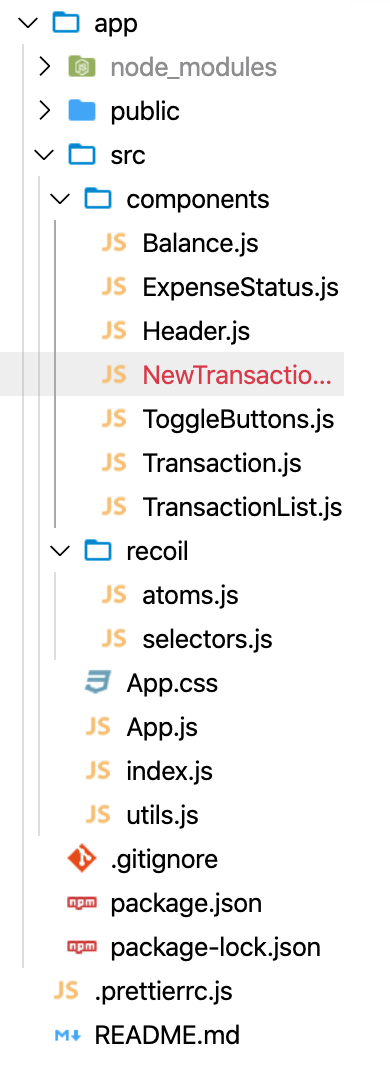 app
node_modules
public
src
components
JS Balance.js
JS ExpenseStatus.js
JS Header.js
JS NewTransactio...
JS ToggleButtons.js
JS Transaction.js
JS TransactionList.js
recoil
JS atoms.js
JS selectors.js
App.css
JS App.js
JS index.js
JS utils.js
.gitignore
npm package.json
npm package-lock.json
JS .prettierrc.js
M README.md